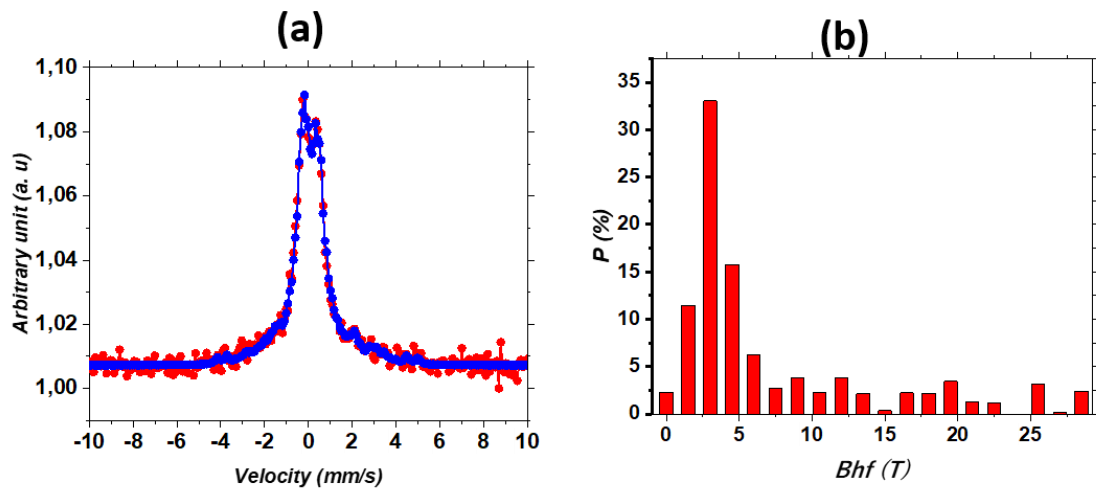 (a)
1,10
1,08
1,06
1,04
1,02
1,00
Arbitrary unit (a. u)
-10 -8 -6 -4 -2 0 2 4 6 8 10
Velocity (mm/s)
(b)
35
30
25
20
15
10
5
0
P (%)
0 5 10 15 20 25
Bhf (T)